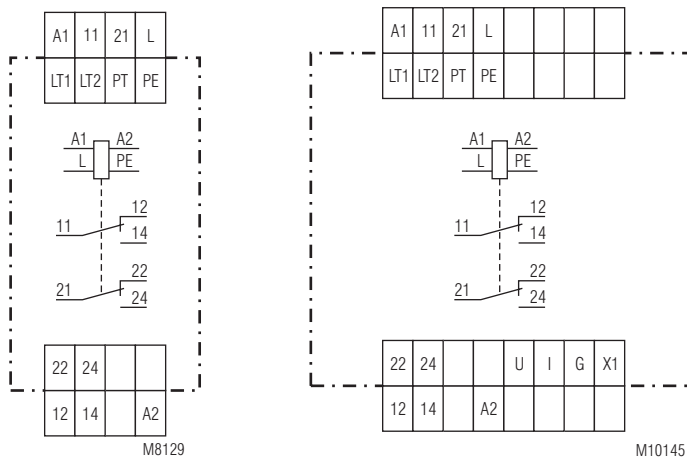 A1 11 21 L
LT1 LT2 PT PE
A1 A2
L PE
12
11 14
22
21 24
22 24
12 14 A2
M8129
A1 11 21 L
LT1 LT2 PT PE
A1 A2
L PE
12
11 14
22
21 24
22 24 U I G X1
12 14 A2
M10145